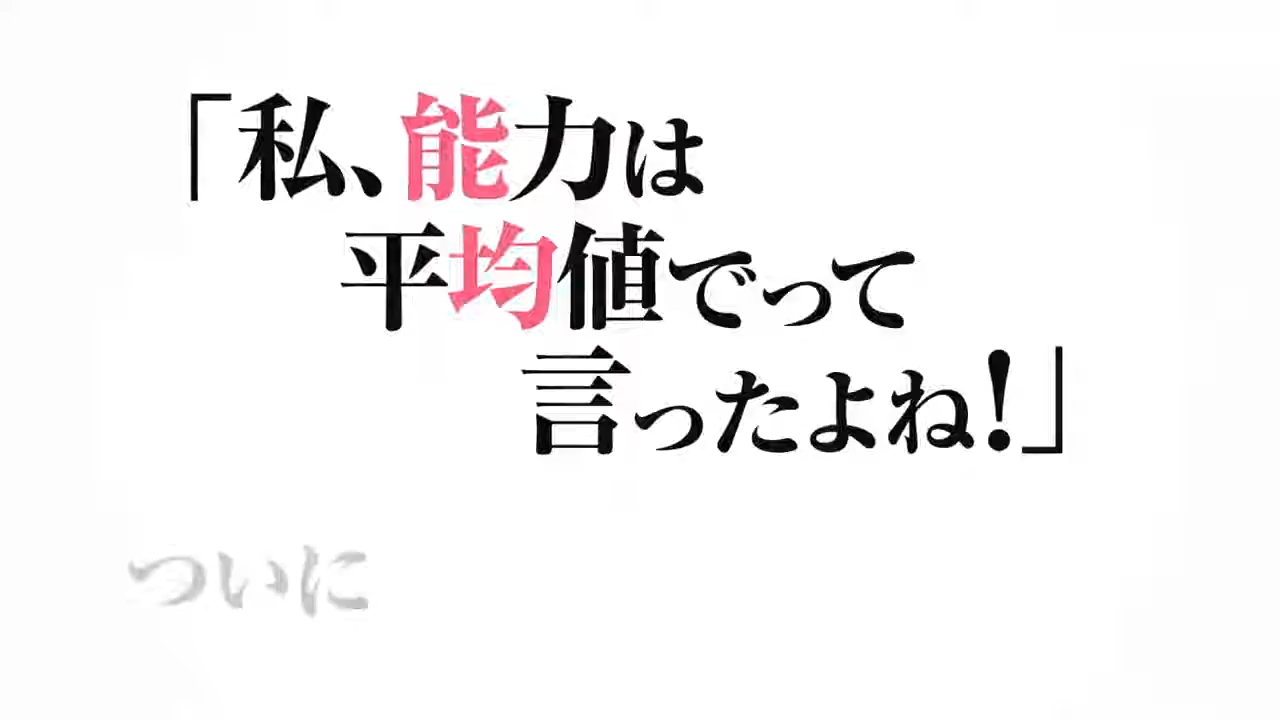 「私、能力は
平均値でって
言ったよね!」
ついに